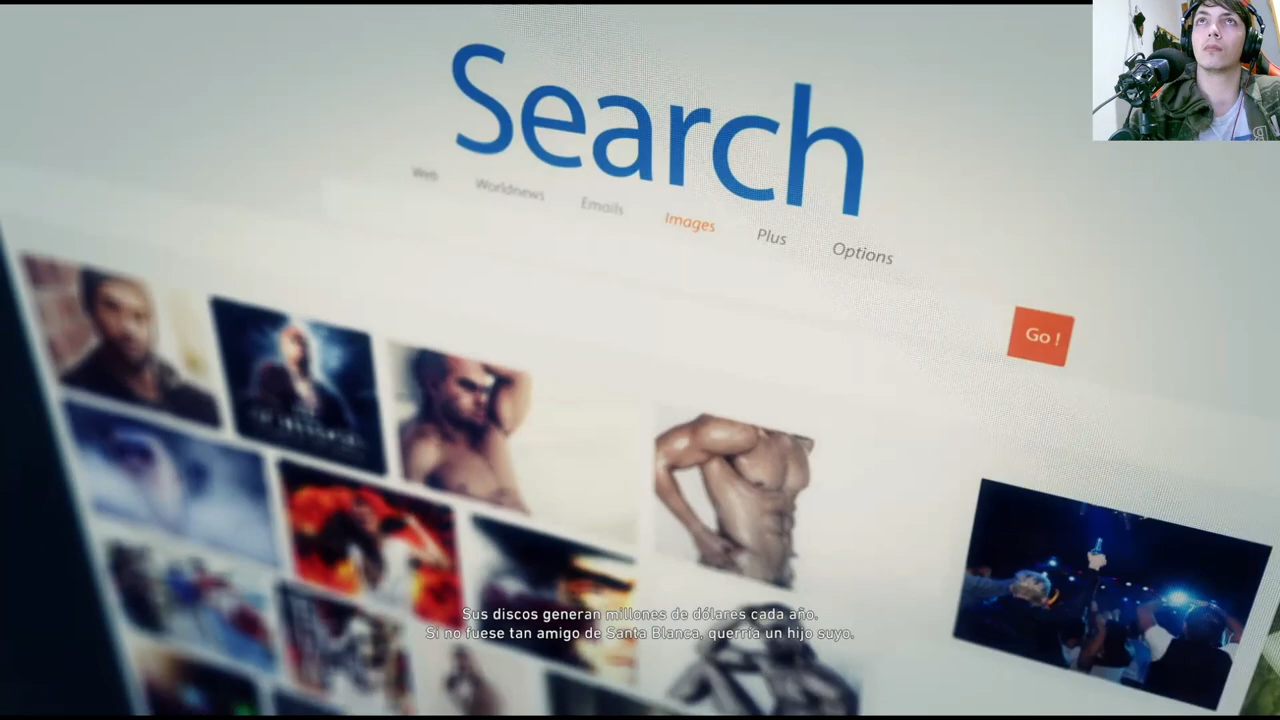 Search
Web Worldnews Emails Images Plus Options
Go !
Sus discos generan millones de dólares cada año.
Si no fuese tan amigo de Santa Blanca, querría un hijo suyo.